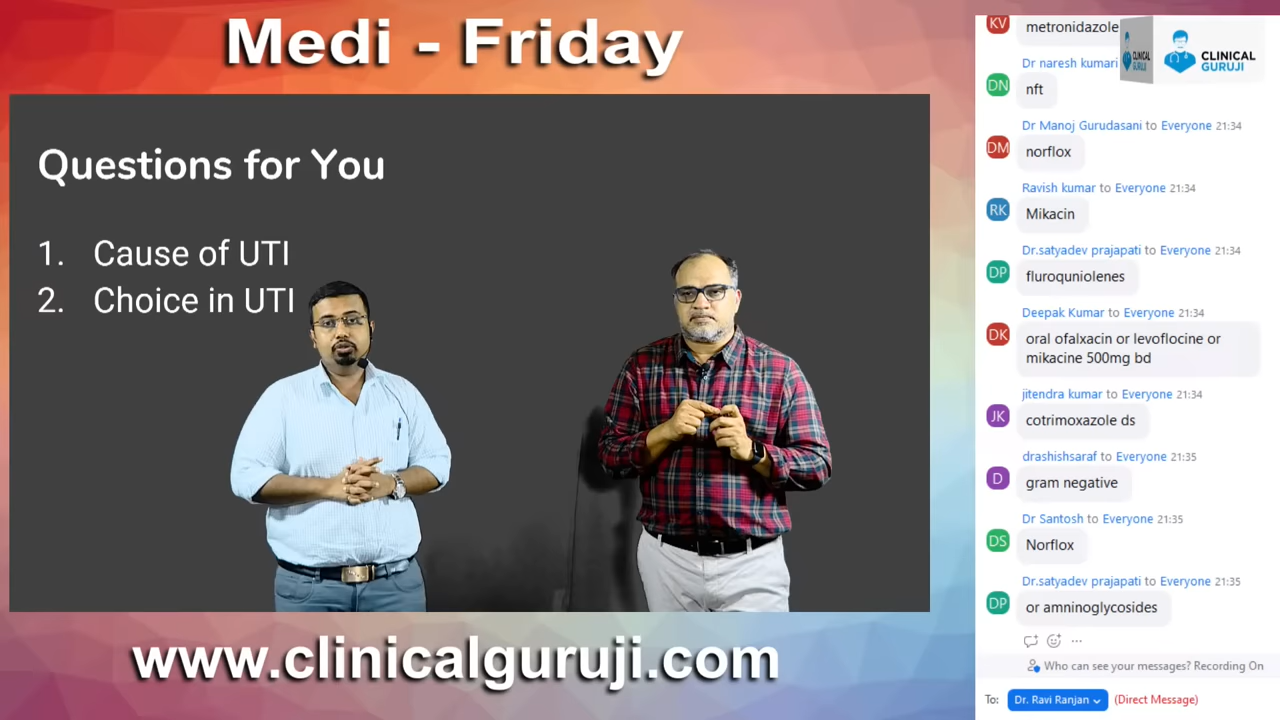 Medi - Friday
Questions for You
1. Cause of UTI
2. Choice in UTI
www.clinicalguruji.com
CLINICAL
GURUJI
CLINICAL
GURUJI
KV
metronidazole
Dr naresh kumari
DN
nft
Dr Manoj Gurudasani to Everyone 21:34
DM
norflox
Ravish kumar to Everyone 21:34
RK
Mikacin
Dr.satyadev prajapati to Everyone 21:34
DP
fluroquniolenes
Deepak Kumar to Everyone 21:34
DK
oral ofalxacin or levoflocine or
mikacine 500mg bd
jitendra kumar to Everyone 21:34
JK
cotrimoxazole ds
drashishsaraf to Everyone 21:35
D
gram negative
Dr Santosh to Everyone 21:35
DS
Norflox
Dr.satyadev prajapati to Everyone 21:35
DP
or amninoglycosides
Who can see your messages? Recording On
To: Dr. Ravi Ranjan (Direct Message)